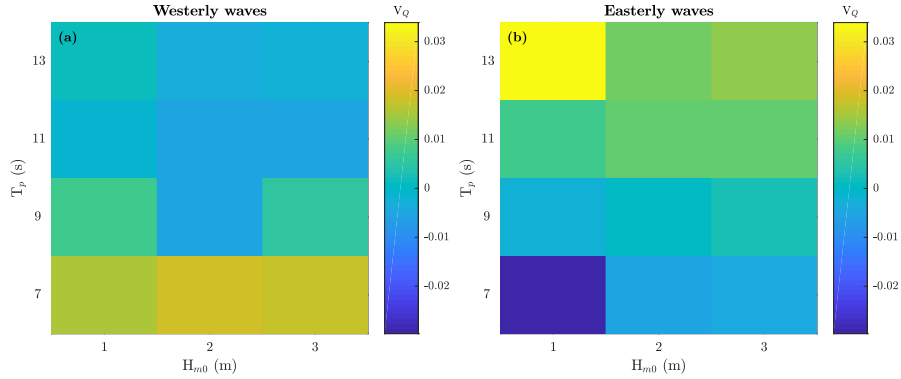 Westerly waves
V_Q
(a)
13
11
9
7
T_p (s)
1
2
3
H_m0 (m)
0.03
0.02
0.01
0
-0.01
-0.02
Easterly waves
V_Q
(b)
13
11
9
7
T_p (s)
1
2
3
H_m0 (m)
0.03
0.02
0.01
0
-0.01
-0.02